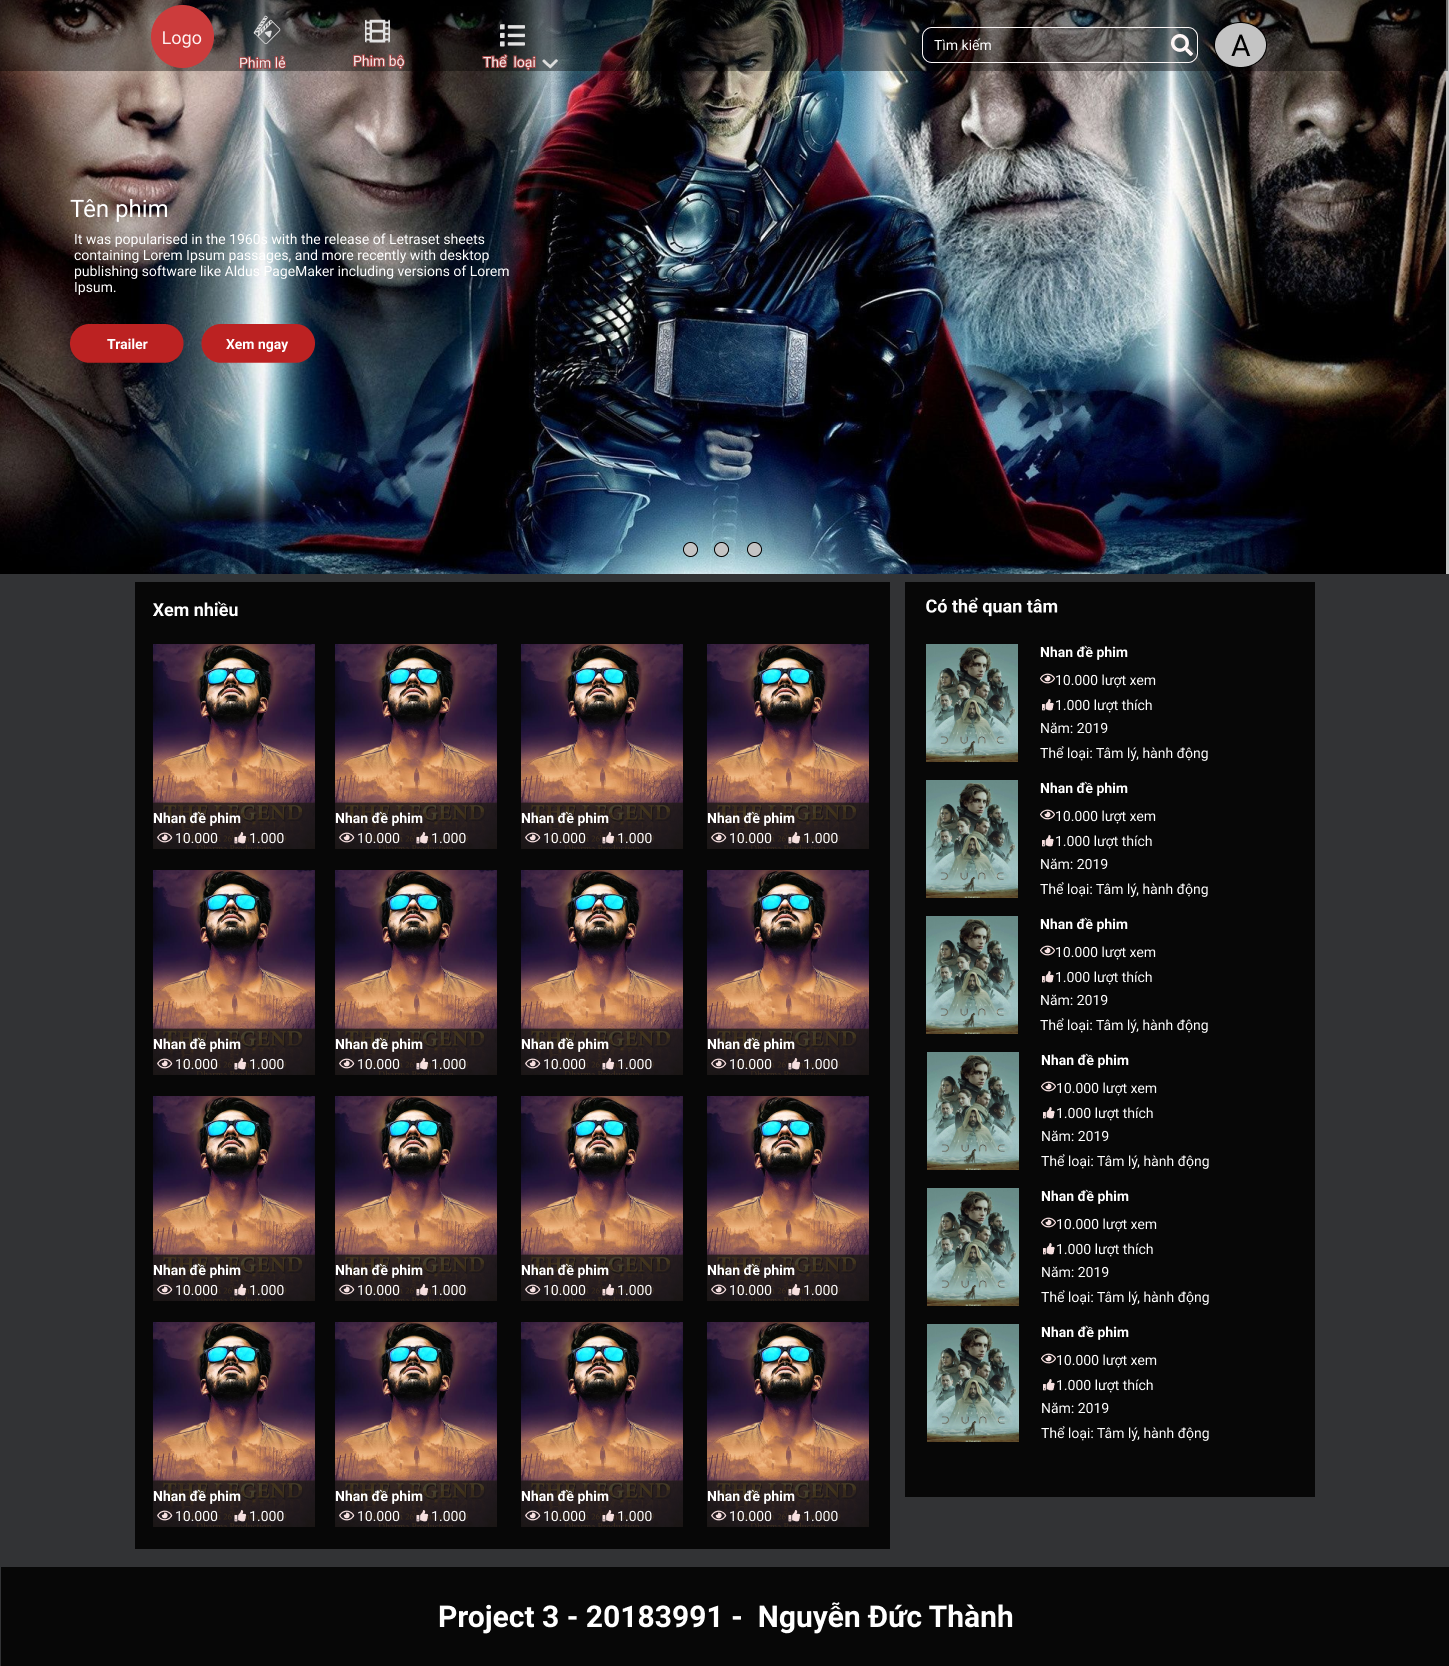 Logo
Phim lẻ
Phim bộ
Thể loại
Tìm kiếm
A
Tên phim
It was popularised in the 1960s with the release of Letraset sheets
containing Lorem Ipsum passages, and more recently with desktop
publishing software like Aldus PageMaker including versions of Lorem
Ipsum.
Trailer
Xem ngay
Xem nhiều
Nhan đề phim
10.000 1.000
Nhan đề phim
10.000 1.000
Nhan đề phim
10.000 1.000
Nhan đề phim
10.000 1.000
Nhan đề phim
10.000 1.000
Nhan đề phim
10.000 1.000
Nhan đề phim
10.000 1.000
Nhan đề phim
10.000 1.000
Nhan đề phim
10.000 1.000
Nhan đề phim
10.000 1.000
Nhan đề phim
10.000 1.000
Nhan đề phim
10.000 1.000
Nhan đề phim
10.000 1.000
Nhan đề phim
10.000 1.000
Nhan đề phim
10.000 1.000
Nhan đề phim
10.000 1.000
Có thể quan tâm
Nhan đề phim
10.000 lượt xem
1.000 lượt thích
Năm: 2019
Thể loại: Tâm lý, hành động
Nhan đề phim
10.000 lượt xem
1.000 lượt thích
Năm: 2019
Thể loại: Tâm lý, hành động
Nhan đề phim
10.000 lượt xem
1.000 lượt thích
Năm: 2019
Thể loại: Tâm lý, hành động
Nhan đề phim
10.000 lượt xem
1.000 lượt thích
Năm: 2019
Thể loại: Tâm lý, hành động
Nhan đề phim
10.000 lượt xem
1.000 lượt thích
Năm: 2019
Thể loại: Tâm lý, hành động
Nhan đề phim
10.000 lượt xem
1.000 lượt thích
Năm: 2019
Thể loại: Tâm lý, hành động
Project 3 - 20183991 - Nguyễn Đức Thành